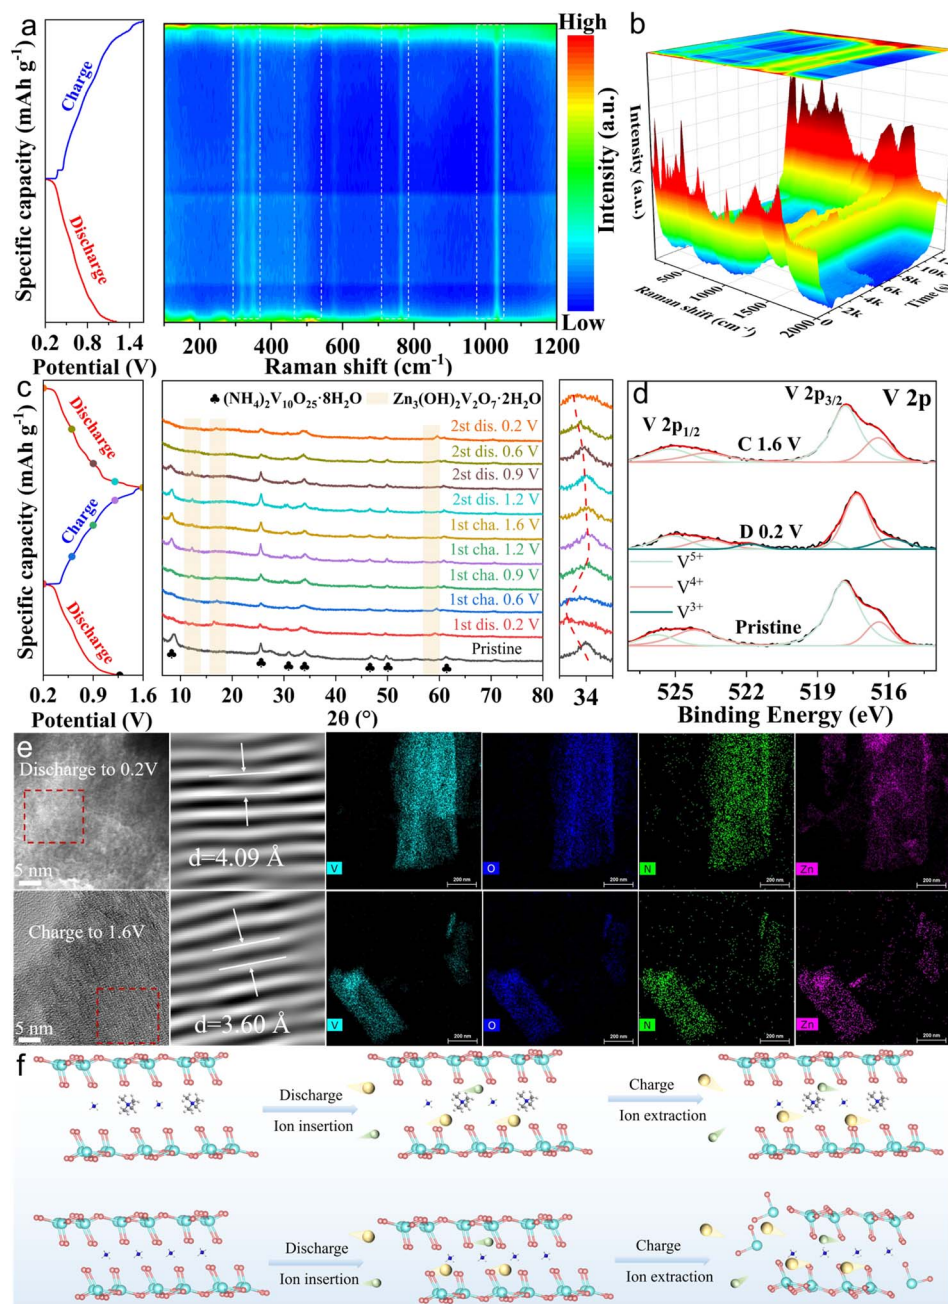 a
Specific capacity (mAh g⁻¹)
Charge
Discharge
0.2 0.8 1.4
Potential (V)
200 400 600 800 1000 1200
Raman shift (cm⁻¹)
High
Intensity (a.u.)
Low
b
Intensity (a.u.)
500 1000 1500 2000
Raman shift (cm⁻¹)
0 2k 4k 6k 8k 10k
Time (s)
c
Specific capacity (mAh g⁻¹)
Discharge
Charge
Discharge
0.2 0.9 1.6
Potential (V)
♣ (NH₄)₂V₁₀O₂₅·8H₂O
Zn₃(OH)₂V₂O₇·2H₂O
2st dis. 0.2 V
2st dis. 0.6 V
2st dis. 0.9 V
2st dis. 1.2 V
1st cha. 1.6 V
1st cha. 1.2 V
1st cha. 0.9 V
1st cha. 0.6 V
1st dis. 0.2 V
Pristine
10 20 30 40 50 60 70 80
2θ (°)
34
d
V 2p
V 2p₃/₂
V 2p₁/₂
C 1.6 V
D 0.2 V
V⁵⁺
V⁴⁺
V³⁺
Pristine
525 522 519 516
Binding Energy (eV)
e
Discharge to 0.2V
5 nm
d=4.09 Å
V
200 nm
O
200 nm
N
200 nm
Zn
200 nm
Charge to 1.6V
5 nm
d=3.60 Å
V
200 nm
O
200 nm
N
200 nm
Zn
200 nm
f
Discharge
Ion insertion
Charge
Ion extraction
Discharge
Ion insertion
Charge
Ion extraction